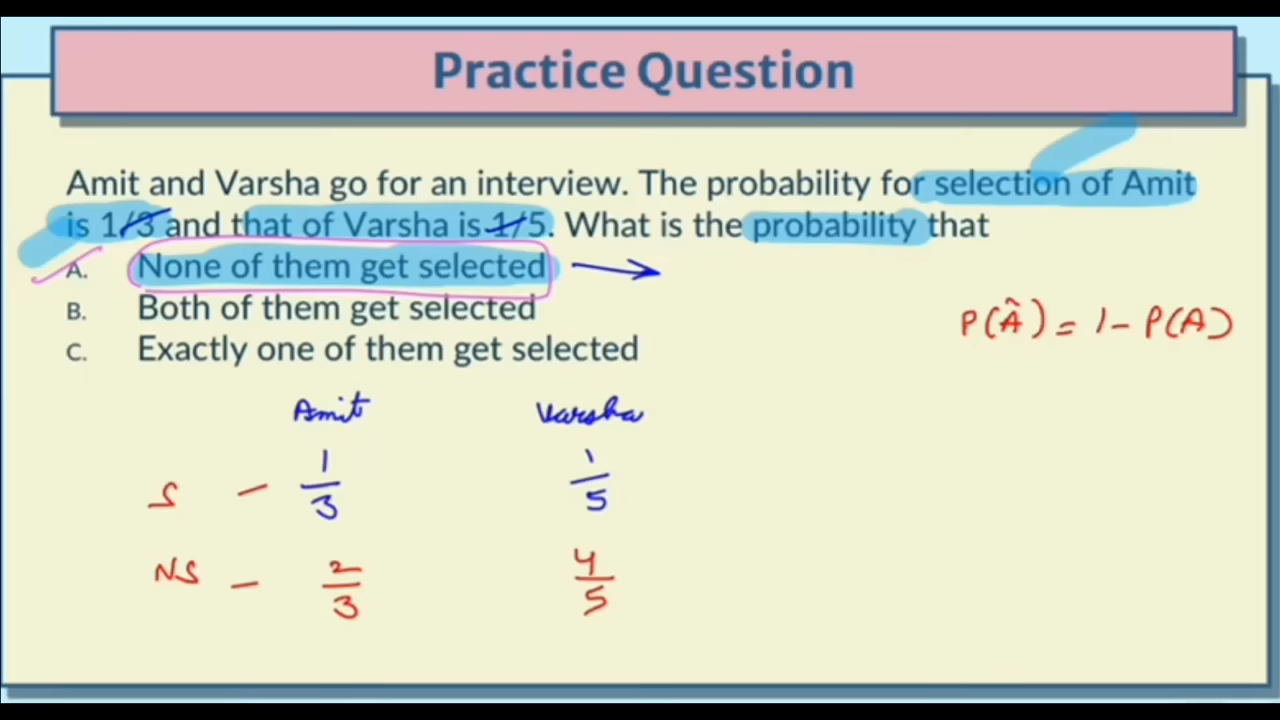 Practice Question
Amit and Varsha go for an interview. The probability for selection of Amit
is 1/3 and that of Varsha is 1/5. What is the probability that
A. None of them get selected
B. Both of them get selected
C. Exactly one of them get selected
P(Â) = 1 - P(A)
Amit Varsha
S - 1/3 1/5
NS - 2/3 4/5